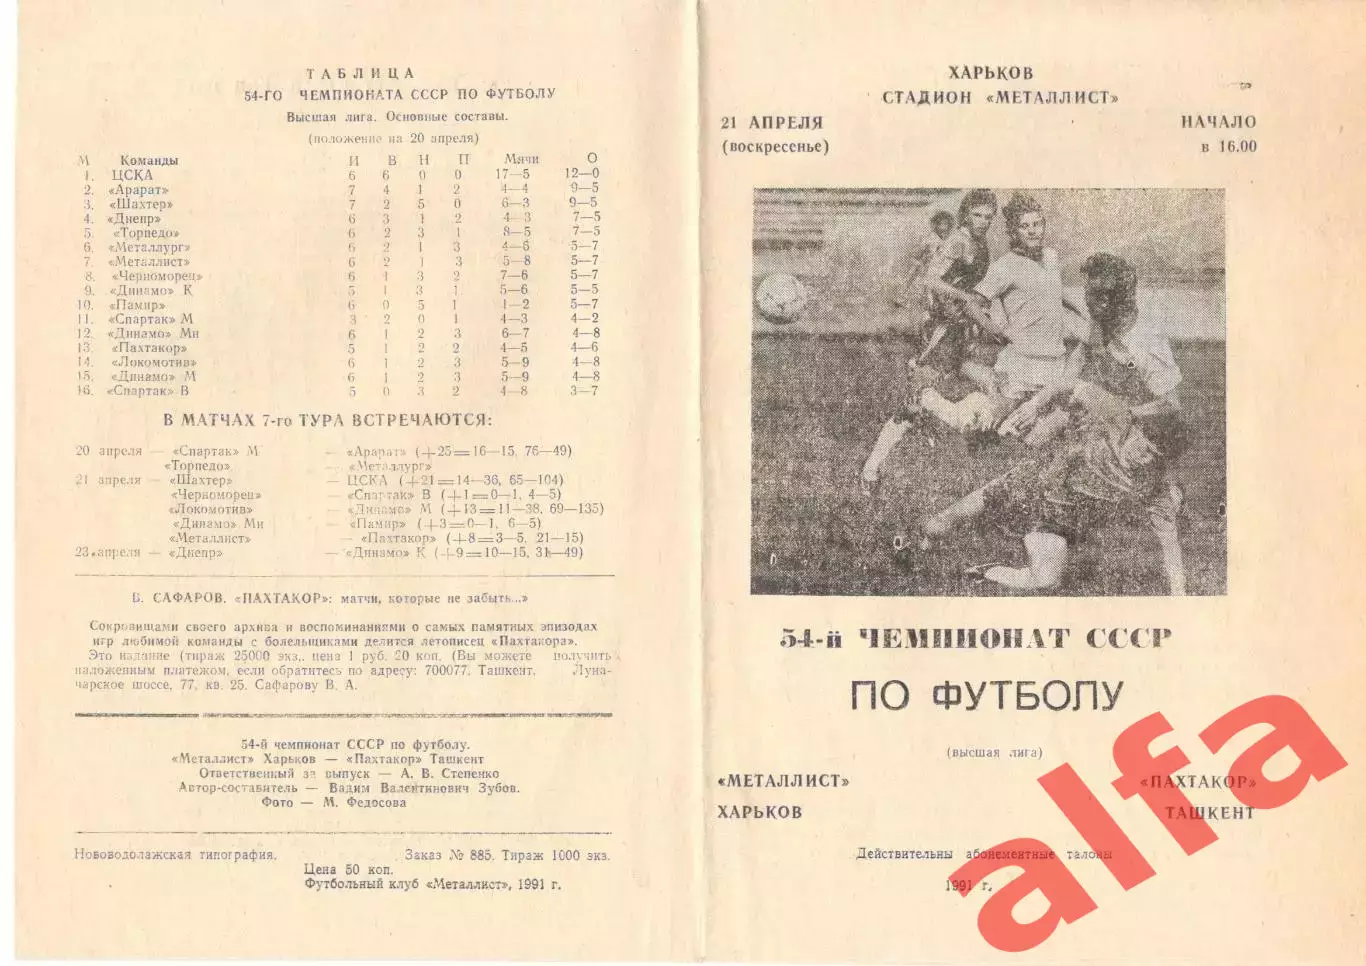 ТАБЛИЦА
54-ГО ЧЕМПИОНАТА СССР ПО ФУТБОЛУ
Высшая лига. Основные составы.
(положение на 20 апреля)
М Команды И В Н П Мячи О
1. ЦСКА 6 6 0 0 17—5 12—0
2. «Арарат» 7 4 1 2 4—4 9—5
3. «Шахтер» 7 2 5 0 6—3 9—5
4. «Днепр» 6 3 1 2 4—3 7—5
5. «Торпедо» 6 2 3 1 8—5 7—5
6. «Металлург» 6 2 1 3 4—6 5—7
7. «Металлист» 6 2 1 3 5—8 5—7
8. «Черноморец» 6 1 3 2 7—6 5—7
9. «Динамо» К 5 1 3 1 5—6 5—5
10. «Памир» 6 0 5 1 1—2 5—7
11. «Спартак» М 3 2 0 1 4—3 4—2
12. «Динамо» Ми 6 1 2 3 6—7 4—8
13. «Пахтакор» 5 1 2 2 4—5 4—6
14. «Локомотив» 6 1 2 3 5—9 4—8
15. «Динамо» М 6 1 2 3 5—9 4—8
16. «Спартак» В 5 0 3 2 4—8 3—7
В МАТЧАХ 7-го ТУРА ВСТРЕЧАЮТСЯ:
20 апреля — «Спартак» М — «Арарат» (+25=16—15, 76—49)
«Торпедо» — «Металлург»
21 апреля — «Шахтер» — ЦСКА (+21=14—36, 65—104)
«Черноморец» — «Спартак» В (+1=0—1, 4—5)
«Локомотив» — «Динамо» М (+13=11—38, 69—135)
«Динамо» Ми — «Памир» (+3=0—1, 6—5)
«Металлист» — «Пахтакор» (+8=3—5, 21—15)
23 апреля — «Днепр» — «Динамо» К (+9=10—15, 31—49)
В. САФАРОВ. «ПАХТАКОР»: матчи, которые не забыть...»
Сокровищами своего архива и воспоминаниями о самых памятных эпизодах
игр любимой команды с болельщиками делится летописец «Пахтакора».
Это издание (тираж 25000 экз., цена 1 руб. 20 коп. (Вы можете получить
наложенным платежом, если обратитесь по адресу: 700077. Ташкент. Луна-
чарское шоссе, 77, кв. 25. Сафарову В. А.
54-й чемпионат СССР по футболу.
«Металлист» Харьков — «Пахтакор» Ташкент
Ответственный за выпуск — А. В. Степенко
Автор-составитель — Вадим Валентинович Зубов.
Фото — М. Федосова
Нововодолажская типография. Заказ № 885. Тираж 1000 экз.
Цена 50 коп.
Футбольный клуб «Металлист», 1991 г.
ХАРЬКОВ
СТАДИОН «МЕТАЛЛИСТ»
21 АПРЕЛЯ НАЧАЛО
(воскресенье) в 16.00
54-й ЧЕМПИОНАТ СССР
ПО ФУТБОЛУ
(высшая лига)
«МЕТАЛЛИСТ» «ПАХТАКОР»
ХАРЬКОВ ТАШКЕНТ
Действительны абонементные талоны
1991 г.
alfa